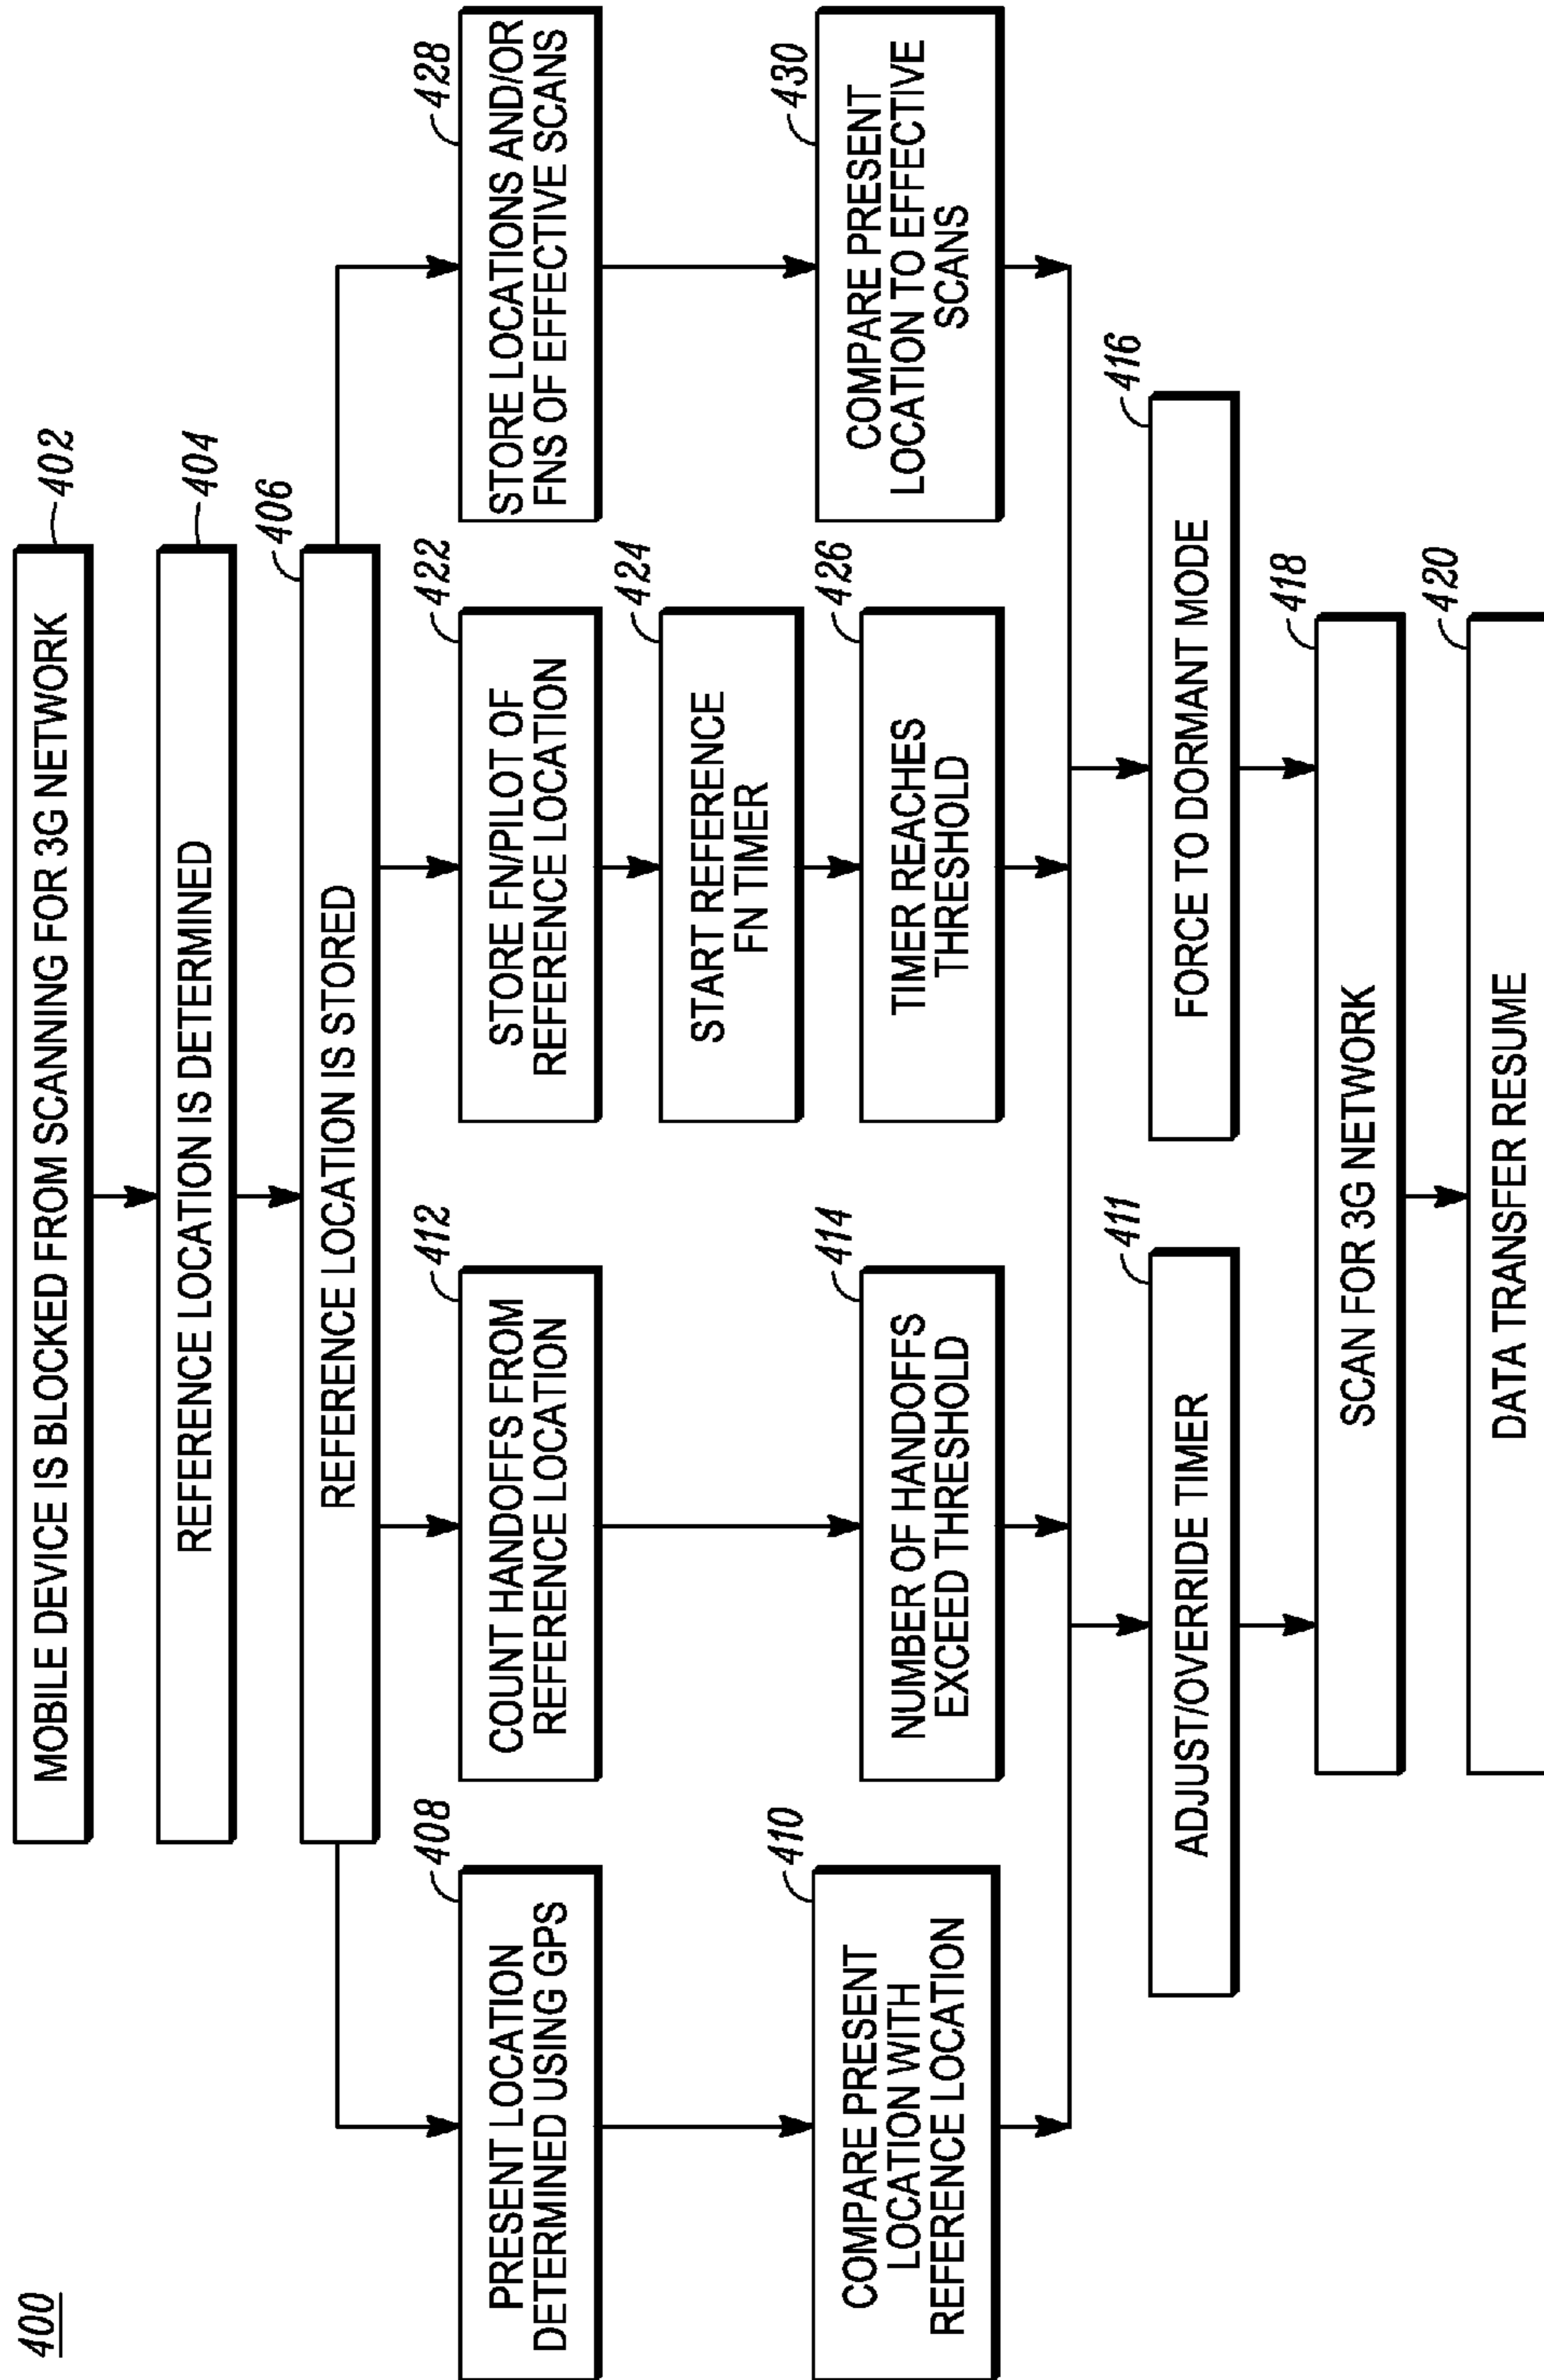 400
MOBILE DEVICE IS BLOCKED FROM SCANNING FOR 3G NETWORK
402
REFERENCE LOCATION IS DETERMINED
404
REFERENCE LOCATION IS STORED
406
PRESENT LOCATION
DETERMINED USING GPS
408
COUNT HANDOFFS FROM
REFERENCE LOCATION
412
STORE FN/PILOT OF
REFERENCE LOCATION
422
STORE LOCATIONS AND/OR
FNS OF EFFECTIVE SCANS
428
START REFERENCE
FN TIMER
424
COMPARE PRESENT
LOCATION WITH
REFERENCE LOCATION
410
NUMBER OF HANDOFFS
EXCEED THRESHOLD
414
TIMER REACHES
THRESHOLD
426
COMPARE PRESENT
LOCATION TO EFFECTIVE
SCANS
430
ADJUST/OVERRIDE TIMER
411
FORCE TO DORMANT MODE
416
SCAN FOR 3G NETWORK
418
DATA TRANSFER RESUME
420